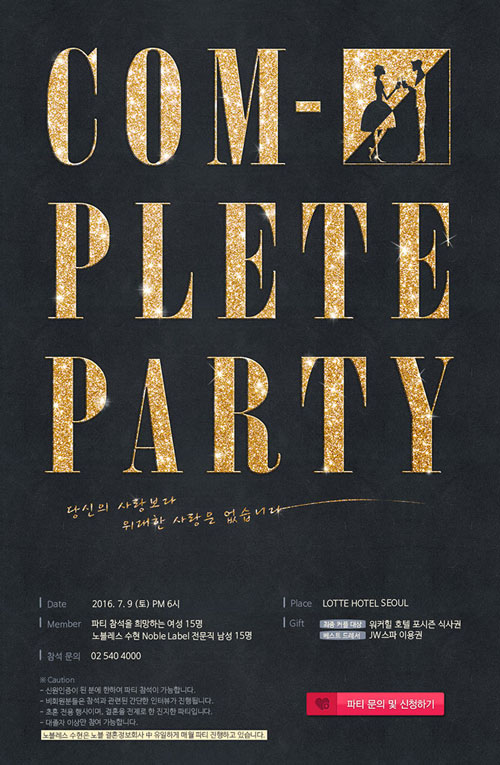 COM-
PLETE
PARTY
당신의 사랑보다
위대한 사랑은 없습니다
Date 2016. 7. 9 (토) PM 6시
Place LOTTE HOTEL SEOUL
Member 파티 참석을 희망하는 여성 15명
노블레스 수현 Noble Label 전문직 남성 15명
Gift 최종 커플 대상 워커힐 호텔 포시즌 식사권
베스트 드레서 JW스파 이용권
참석 문의 02 540 4000
※ Caution
- 신원인증이 된 분에 한하여 파티 참석이 가능합니다.
- 비회원분들은 참석과 관련된 간단한 인터뷰가 진행됩니다.
- 초혼 전용 행사이며, 결혼을 전제로 한 진지한 파티입니다.
- 대졸자 이상만 참여 가능합니다.
노블레스 수현은 노블 결혼정보회사 中 유일하게 매월 파티 진행하고 있습니다.
파티 문의 및 신청하기